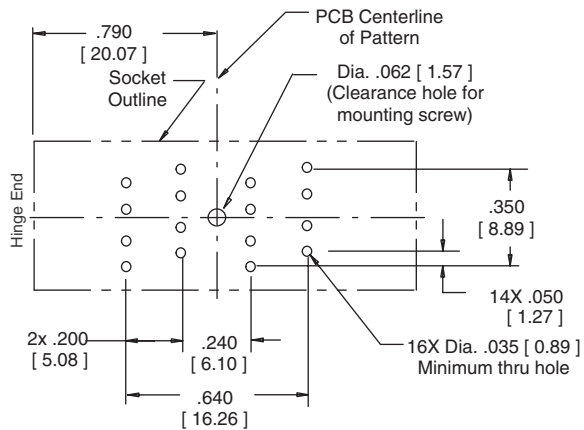 .790
[ 20.07 ]
PCB Centerline
of Pattern
Socket
Outline
Dia. .062 [ 1.57 ]
(Clearance hole for
mounting screw)
Hinge End
.350
[ 8.89 ]
14X .050
[ 1.27 ]
2x .200
[ 5.08 ]
.240
[ 6.10 ]
16X Dia. .035 [ 0.89 ]
Minimum thru hole
.640
[ 16.26 ]